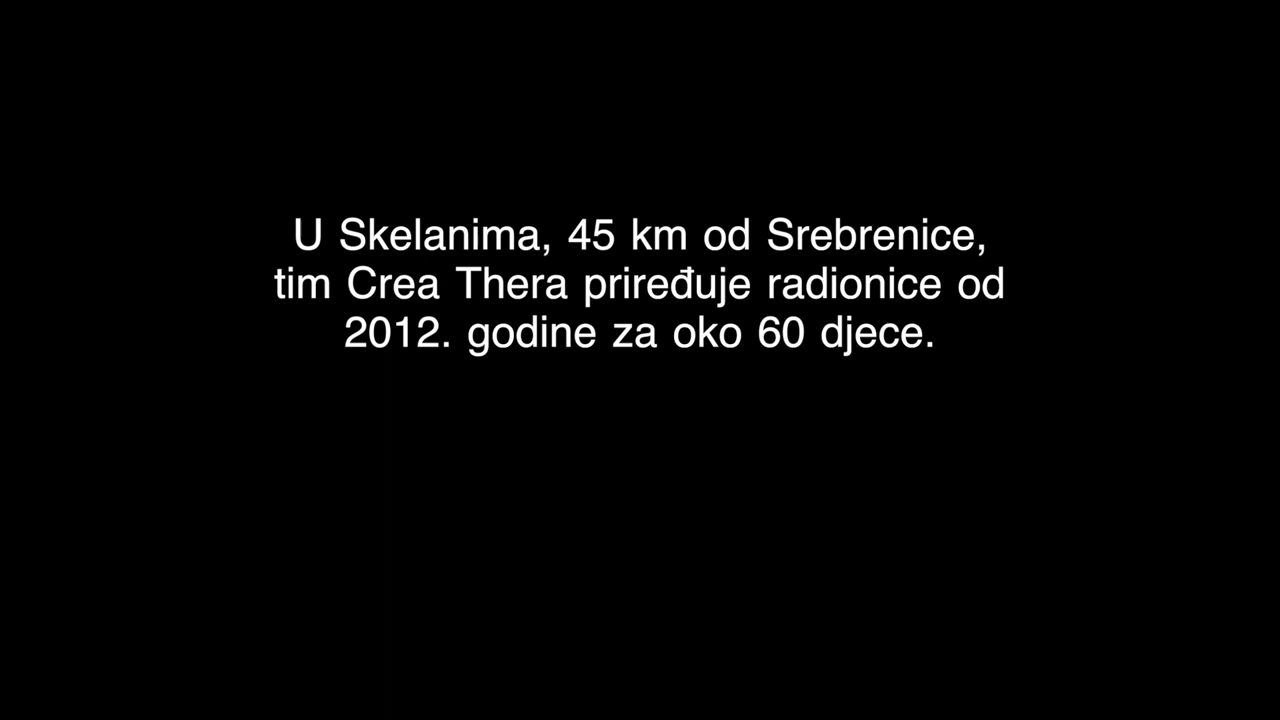 U Skelanima, 45 km od Srebrenice,
tim Crea Thera priređuje radionice od
2012. godine za oko 60 djece.